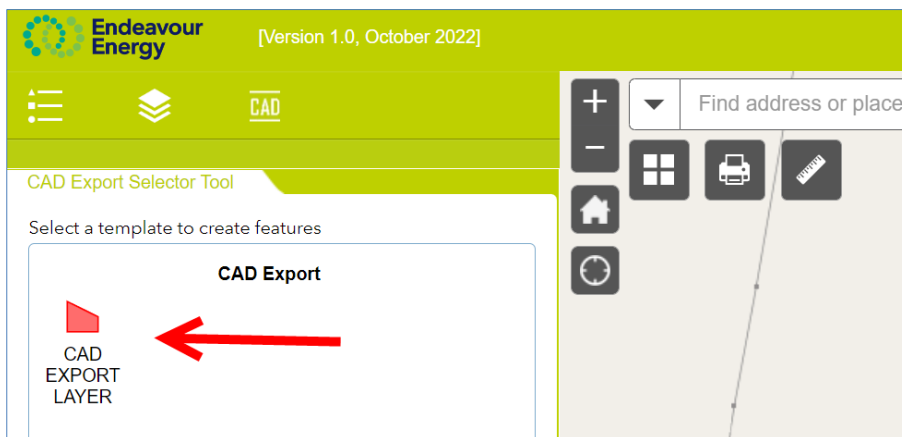 Endeavour
Energy
[Version 1.0, October 2022]
CAD
Find address or place
CAD Export Selector Tool
Select a template to create features
CAD Export
CAD
EXPORT
LAYER